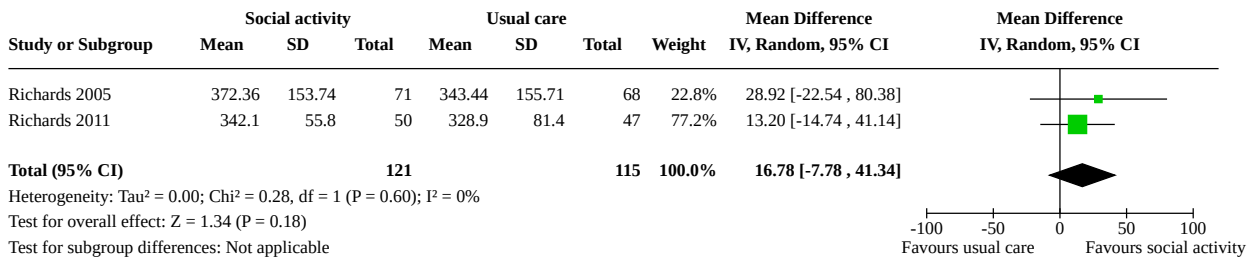 Social activity Usual care Mean Difference Mean Difference
Study or Subgroup Mean SD Total Mean SD Total Weight IV, Random, 95% CI IV, Random, 95% CI
Richards 2005 372.36 153.74 71 343.44 155.71 68 22.8% 28.92 [-22.54 , 80.38]
Richards 2011 342.1 55.8 50 328.9 81.4 47 77.2% 13.20 [-14.74 , 41.14]
Total (95% CI) 121 115 100.0% 16.78 [-7.78 , 41.34]
Heterogeneity: Tau² = 0.00; Chi² = 0.28, df = 1 (P = 0.60); I² = 0%
Test for overall effect: Z = 1.34 (P = 0.18)
-100 -50 0 50 100
Test for subgroup differences: Not applicable
Favours usual care Favours social activity